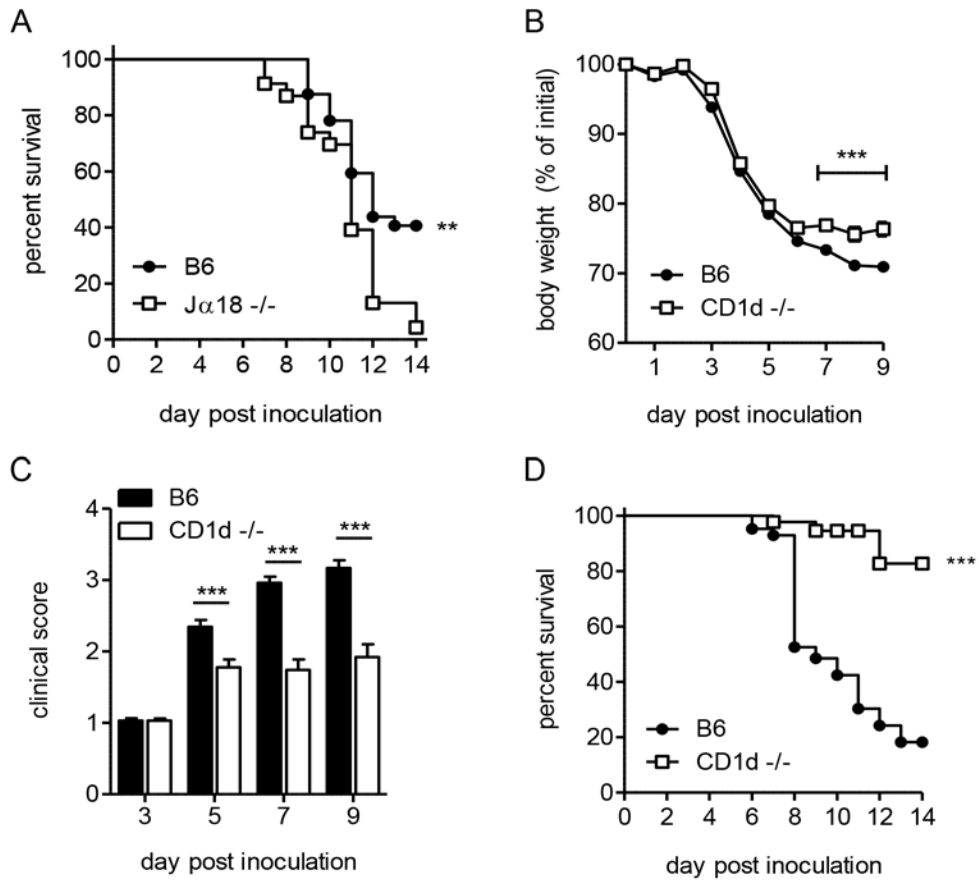 A
percent survival
100
80
60
40
20
0
**
B6
Jα18 -/-
0 2 4 6 8 10 12 14
day post inoculation
B
body weight (% of initial)
100
90
80
70
60
***
B6
CD1d -/-
1 3 5 7 9
day post inoculation
C
B6
CD1d -/-
clinical score
4
3
2
1
0
***
***
***
3 5 7 9
day post inoculation
D
percent survival
100
80
60
40
20
0
***
B6
CD1d -/-
0 2 4 6 8 10 12 14
day post inoculation